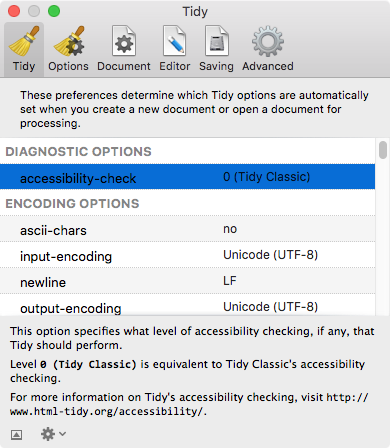 Tidy
Tidy Options Document Editor Saving Advanced
These preferences determine which Tidy options are automatically
set when you create a new document or open a document for
processing.
DIAGNOSTIC OPTIONS
accessibility-check 0 (Tidy Classic)
ENCODING OPTIONS
ascii-chars no
input-encoding Unicode (UTF-8)
newline LF
output-encoding Unicode (UTF-8)
This option specifies what level of accessibility checking, if any, that
Tidy should perform.
Level 0 (Tidy Classic) is equivalent to Tidy Classic's accessibility
checking.
For more information on Tidy's accessibility checking, visit http://
www.html-tidy.org/accessibility/.